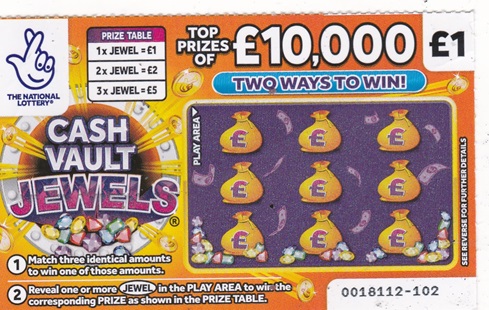 THE NATIONAL
LOTTERY®
PRIZE TABLE
1 x JEWEL = £1
2 x JEWEL = £2
3 x JEWEL = £5
TOP
PRIZES
OF
£10,000
£1
TWO WAYS TO WIN!
CASH
VAULT
JEWELS®
PLAY AREA
£ £ £
£ £ £
£ £ £
SEE REVERSE FOR FURTHER DETAILS
1 Match three identical amounts
to win one of those amounts.
2 Reveal one or more JEWEL in the PLAY AREA to win the
corresponding PRIZE as shown in the PRIZE TABLE.
0018112-102